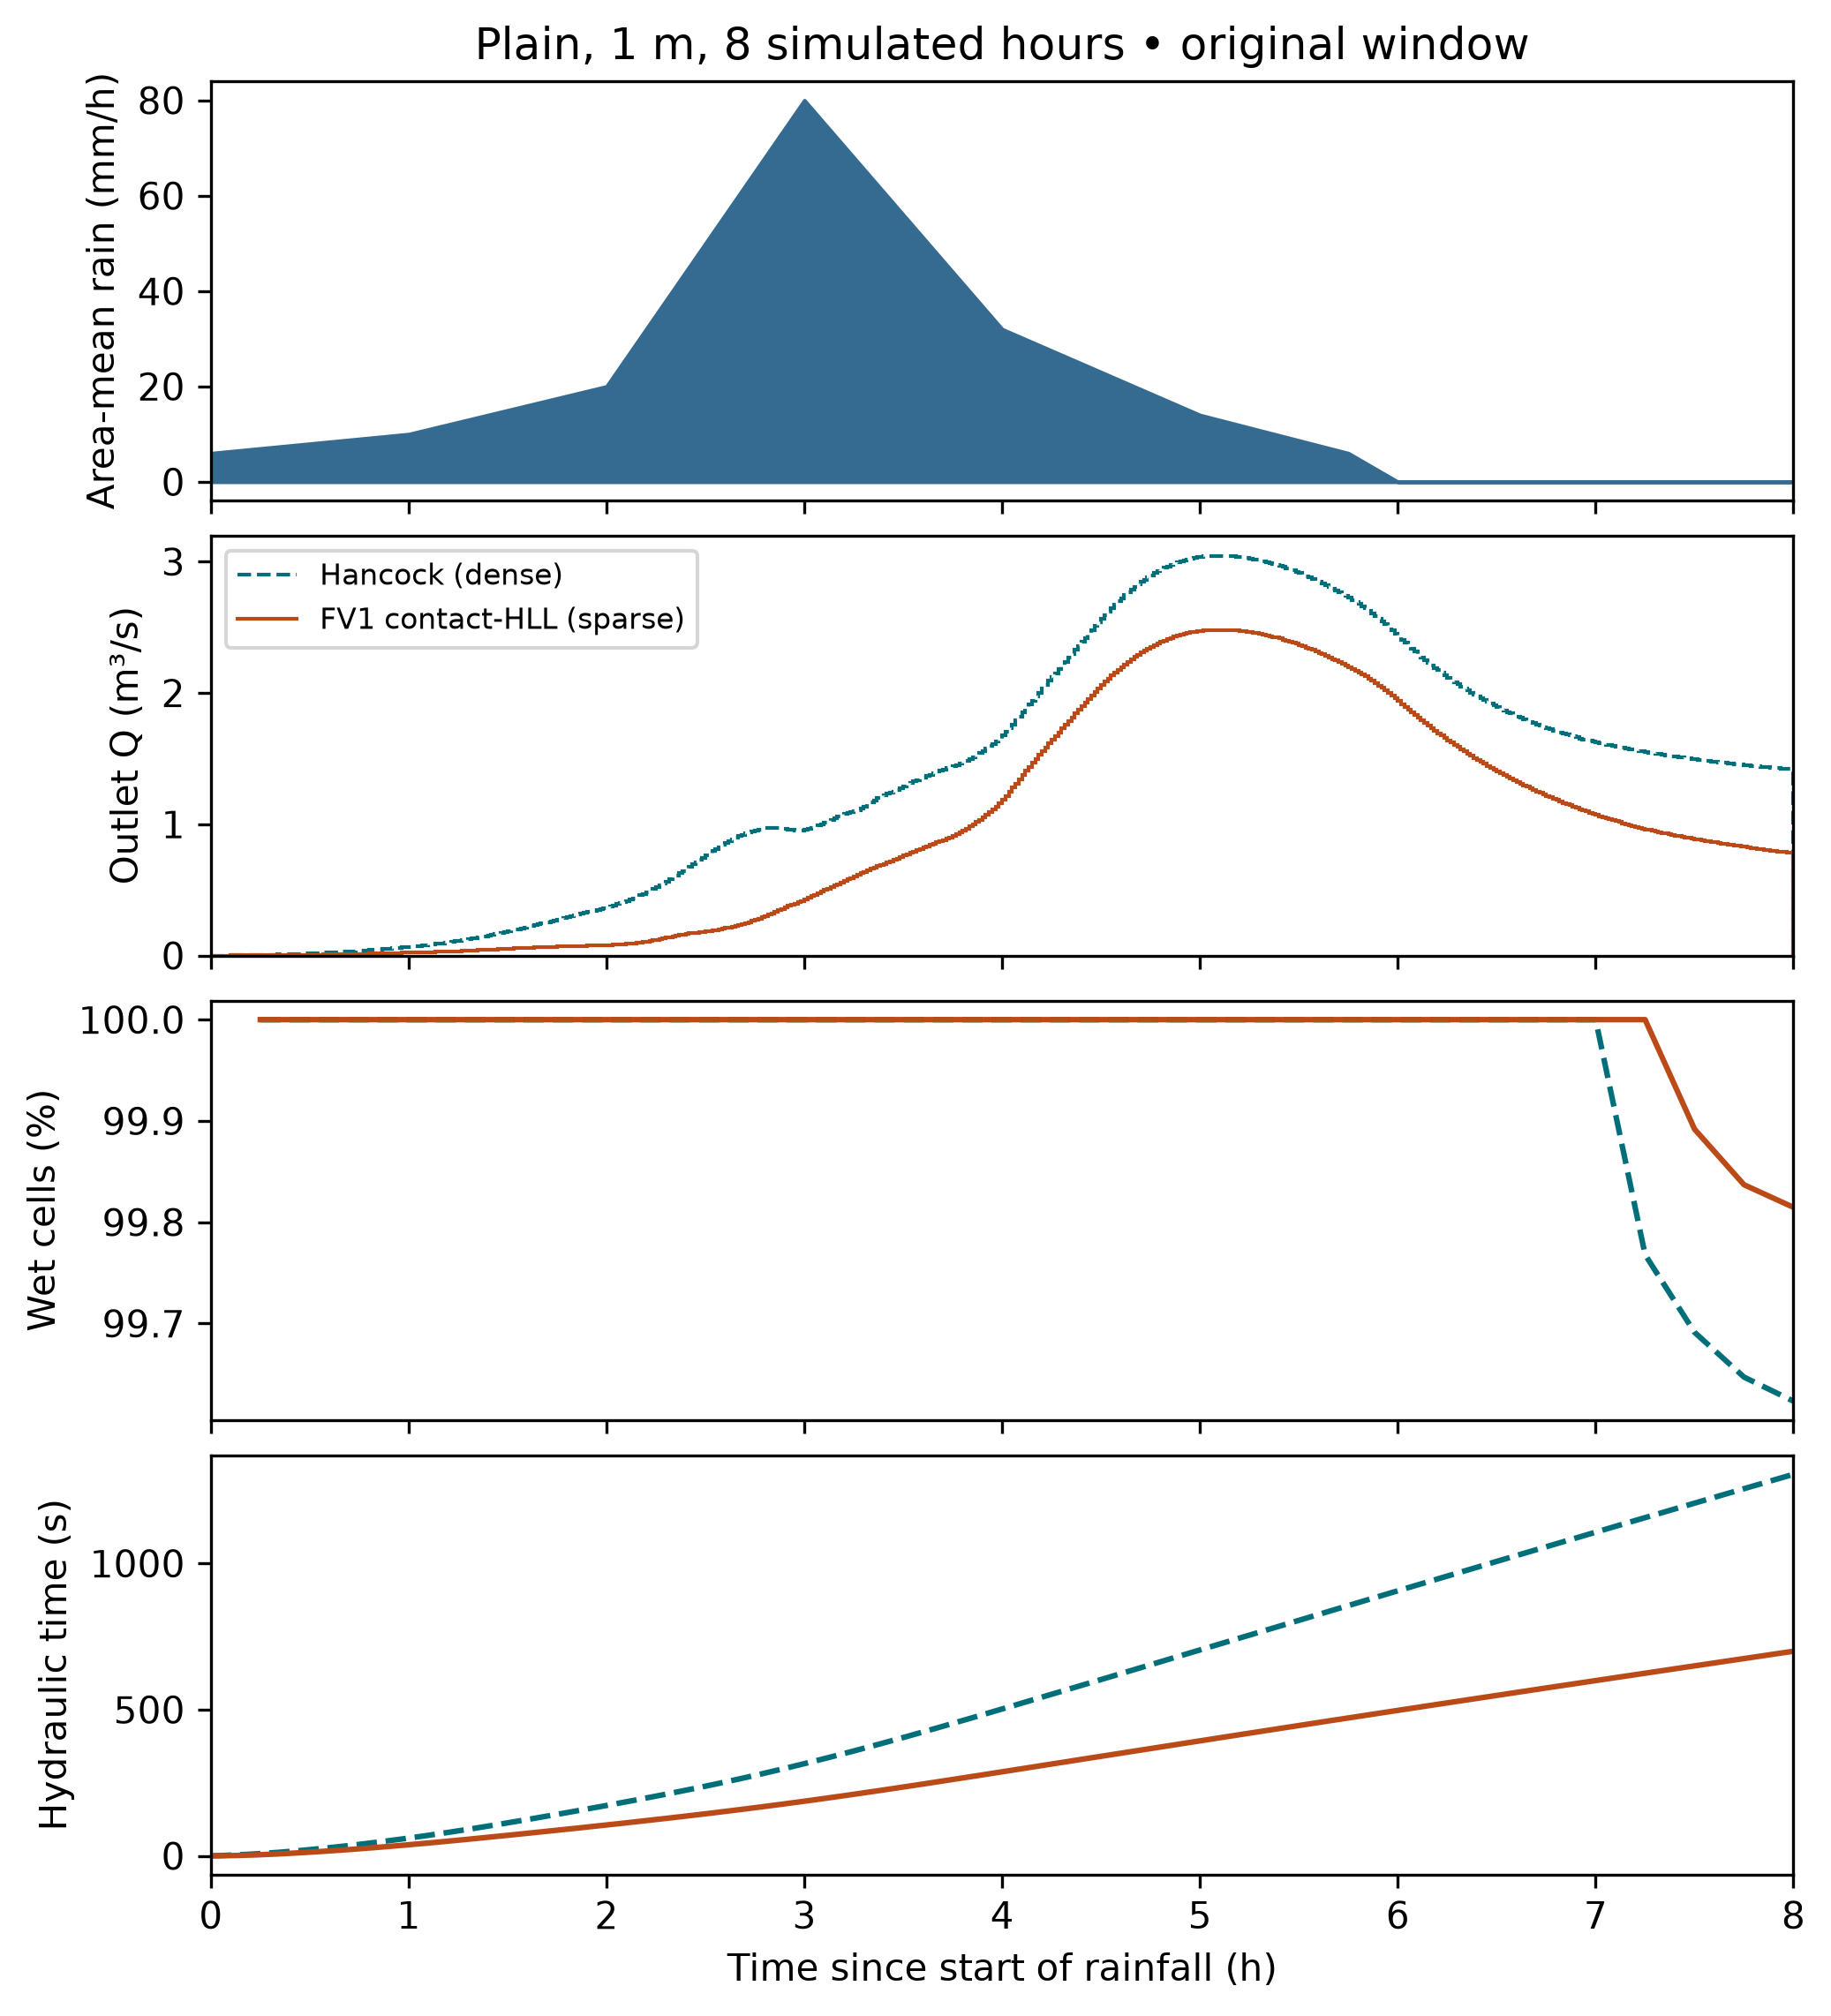 Plain, 1 m, 8 simulated hours • original window
Area-mean rain (mm/h)
80
60
40
20
0
Outlet Q (m³/s)
3
2
1
0
Hancock (dense)
FV1 contact-HLL (sparse)
Wet cells (%)
100.0
99.9
99.8
99.7
Hydraulic time (s)
1000
500
0
0 1 2 3 4 5 6 7 8
Time since start of rainfall (h)